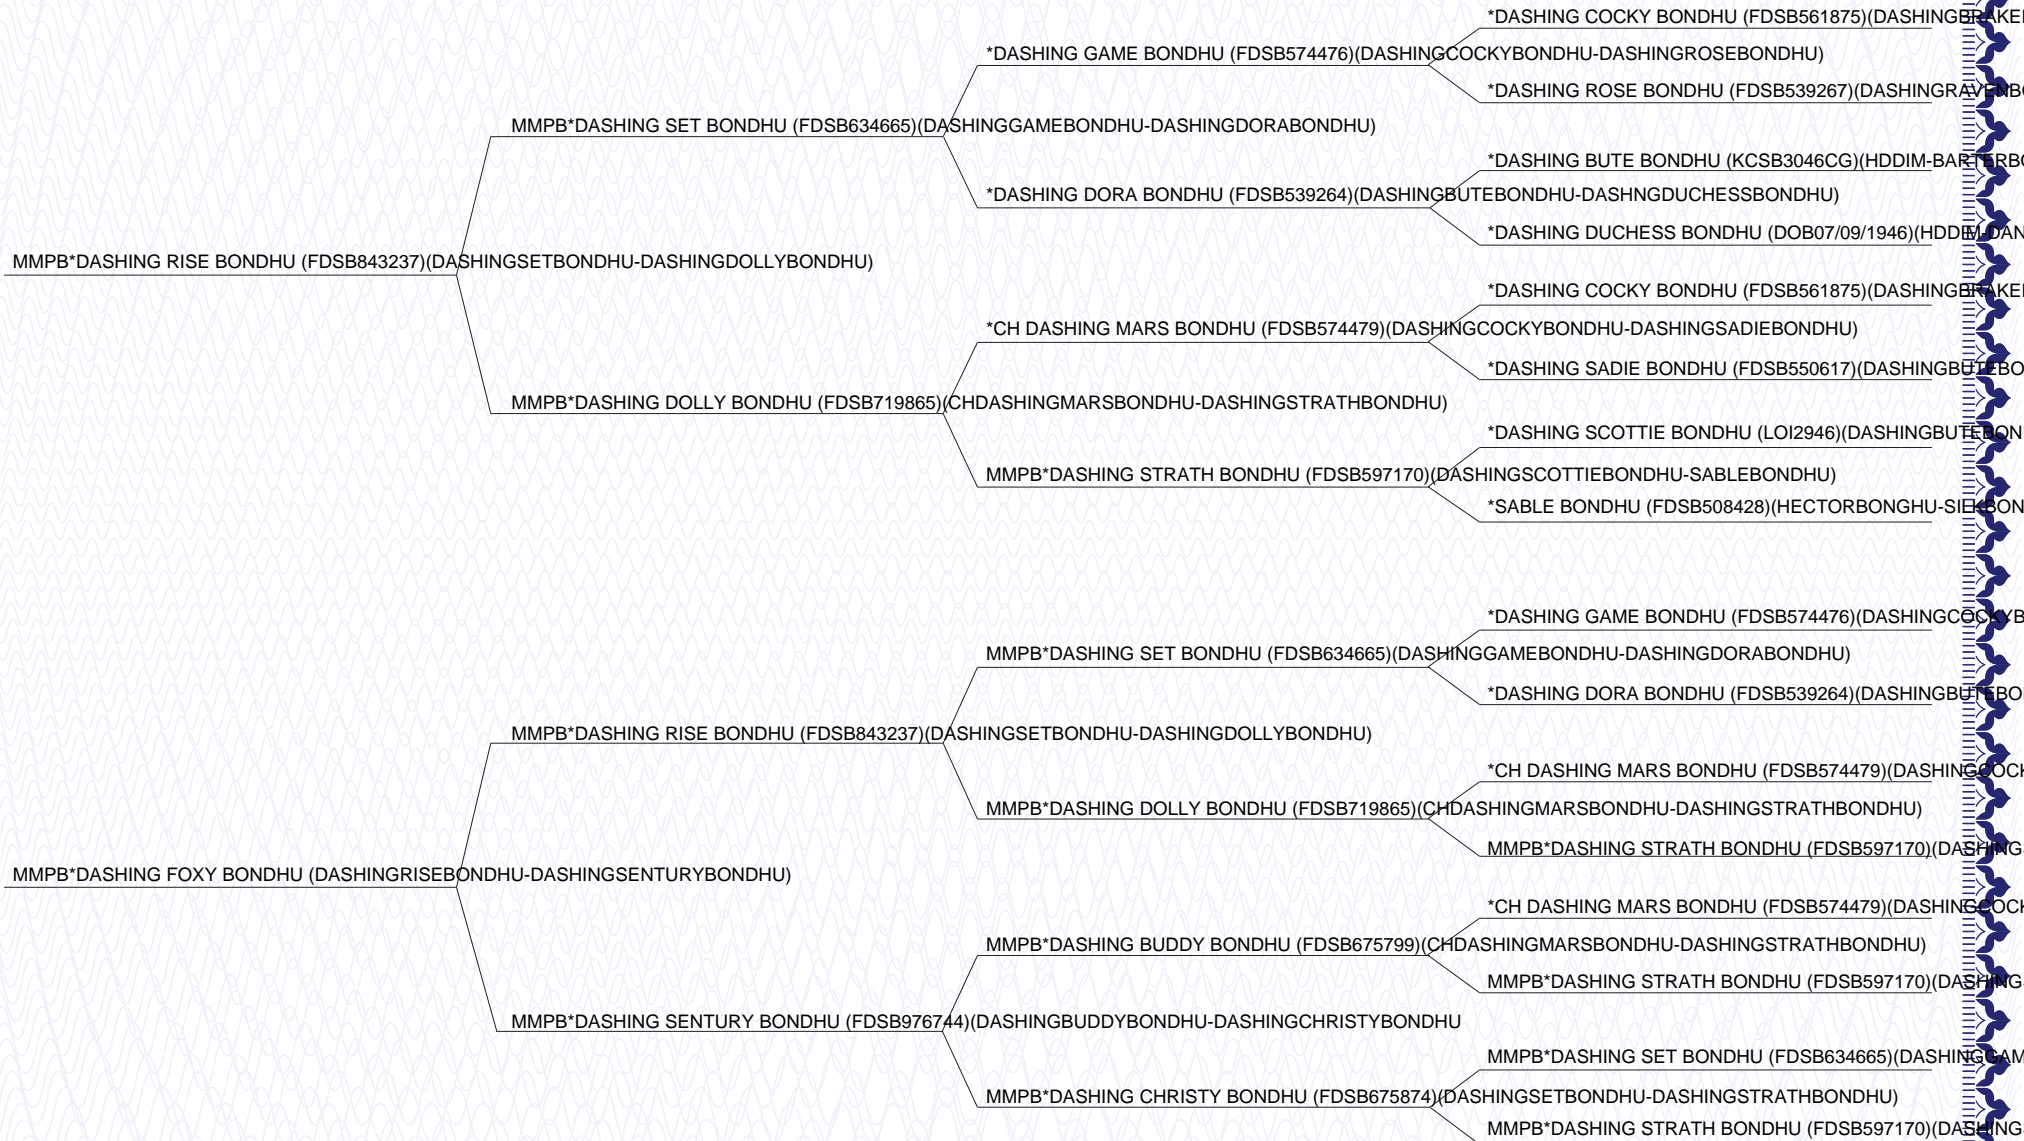 *DASHING COCKY BONDHU (FDSB561875)(DASHINGBRAKE
*DASHING GAME BONDHU (FDSB574476)(DASHINGCOCKYBONDHU-DASHINGROSEBONDHU)
*DASHING ROSE BONDHU (FDSB539267)(DASHINGRAVENB
MMPB*DASHING SET BONDHU (FDSB634665)(DASHINGGAMEBONDHU-DASHINGDORABONDHU)
*DASHING BUTE BONDHU (KCSB3046CG)(HDDIM-BARTERB
*DASHING DORA BONDHU (FDSB539264)(DASHINGBUTEBONDHU-DASHNGDUCHESSBONDHU)
*DASHING DUCHESS BONDHU (DOB07/09/1946)(HDDIM-DAN
MMPB*DASHING RISE BONDHU (FDSB843237)(DASHINGSETBONDHU-DASHINGDOLLYBONDHU)
*DASHING COCKY BONDHU (FDSB561875)(DASHINGBRAKE
*CH DASHING MARS BONDHU (FDSB574479)(DASHINGCOCKYBONDHU-DASHINGSADIEBONDHU)
*DASHING SADIE BONDHU (FDSB550617)(DASHINGBUTEBO
MMPB*DASHING DOLLY BONDHU (FDSB719865)(CHDASHINGMARSBONDHU-DASHINGSTRATHBONDHU)
*DASHING SCOTTIE BONDHU (LOI2946)(DASHINGBUTEBON
MMPB*DASHING STRATH BONDHU (FDSB597170)(DASHINGSCOTTIEBONDHU-SABLEBONDHU)
*SABLE BONDHU (FDSB508428)(HECTORBONGHU-SILKBON
*DASHING GAME BONDHU (FDSB574476)(DASHINGCOCKYB
MMPB*DASHING SET BONDHU (FDSB634665)(DASHINGGAMEBONDHU-DASHINGDORABONDHU)
*DASHING DORA BONDHU (FDSB539264)(DASHINGBUTEBO
MMPB*DASHING RISE BONDHU (FDSB843237)(DASHINGSETBONDHU-DASHINGDOLLYBONDHU)
*CH DASHING MARS BONDHU (FDSB574479)(DASHINGCOCK
MMPB*DASHING DOLLY BONDHU (FDSB719865)(CHDASHINGMARSBONDHU-DASHINGSTRATHBONDHU)
MMPB*DASHING STRATH BONDHU (FDSB597170)(DASHING
MMPB*DASHING FOXY BONDHU (DASHINGRISEBONDHU-DASHINGSENTURYBONDHU)
*CH DASHING MARS BONDHU (FDSB574479)(DASHINGCOCK
MMPB*DASHING BUDDY BONDHU (FDSB675799)(CHDASHINGMARSBONDHU-DASHINGSTRATHBONDHU)
MMPB*DASHING STRATH BONDHU (FDSB597170)(DASHING
MMPB*DASHING SENTURY BONDHU (FDSB976744)(DASHINGBUDDYBONDHU-DASHINGCHRISTYBONDHU
MMPB*DASHING SET BONDHU (FDSB634665)(DASHINGGAM
MMPB*DASHING CHRISTY BONDHU (FDSB675874)(DASHINGSETBONDHU-DASHINGSTRATHBONDHU)
MMPB*DASHING STRATH BONDHU (FDSB597170)(DASHING